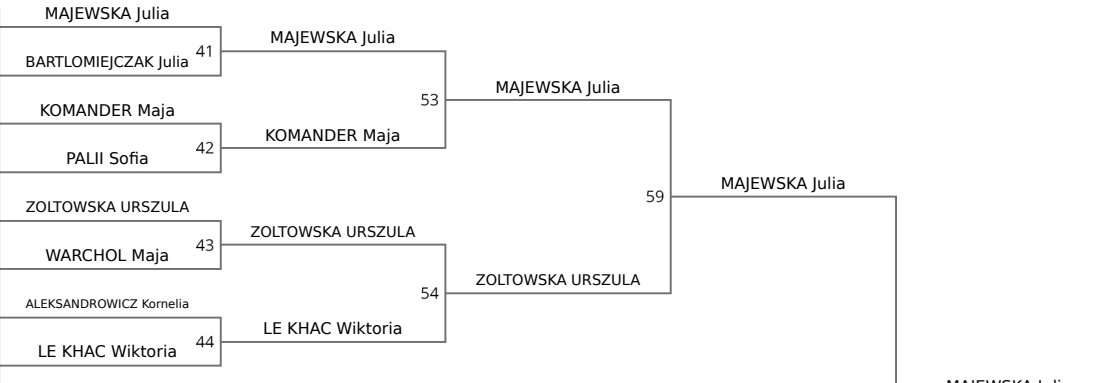 MAJEWSKA Julia
41
BARTLOMIEJCZAK Julia
MAJEWSKA Julia
53
KOMANDER Maja
42
PALII Sofia
KOMANDER Maja
MAJEWSKA Julia
59
ZOLTOWSKA URSZULA
43
WARCHOL Maja
ZOLTOWSKA URSZULA
54
ALEKSANDROWICZ Kornelia
44
LE KHAC Wiktoria
LE KHAC Wiktoria
ZOLTOWSKA URSZULA
MAJEWSKA Julia